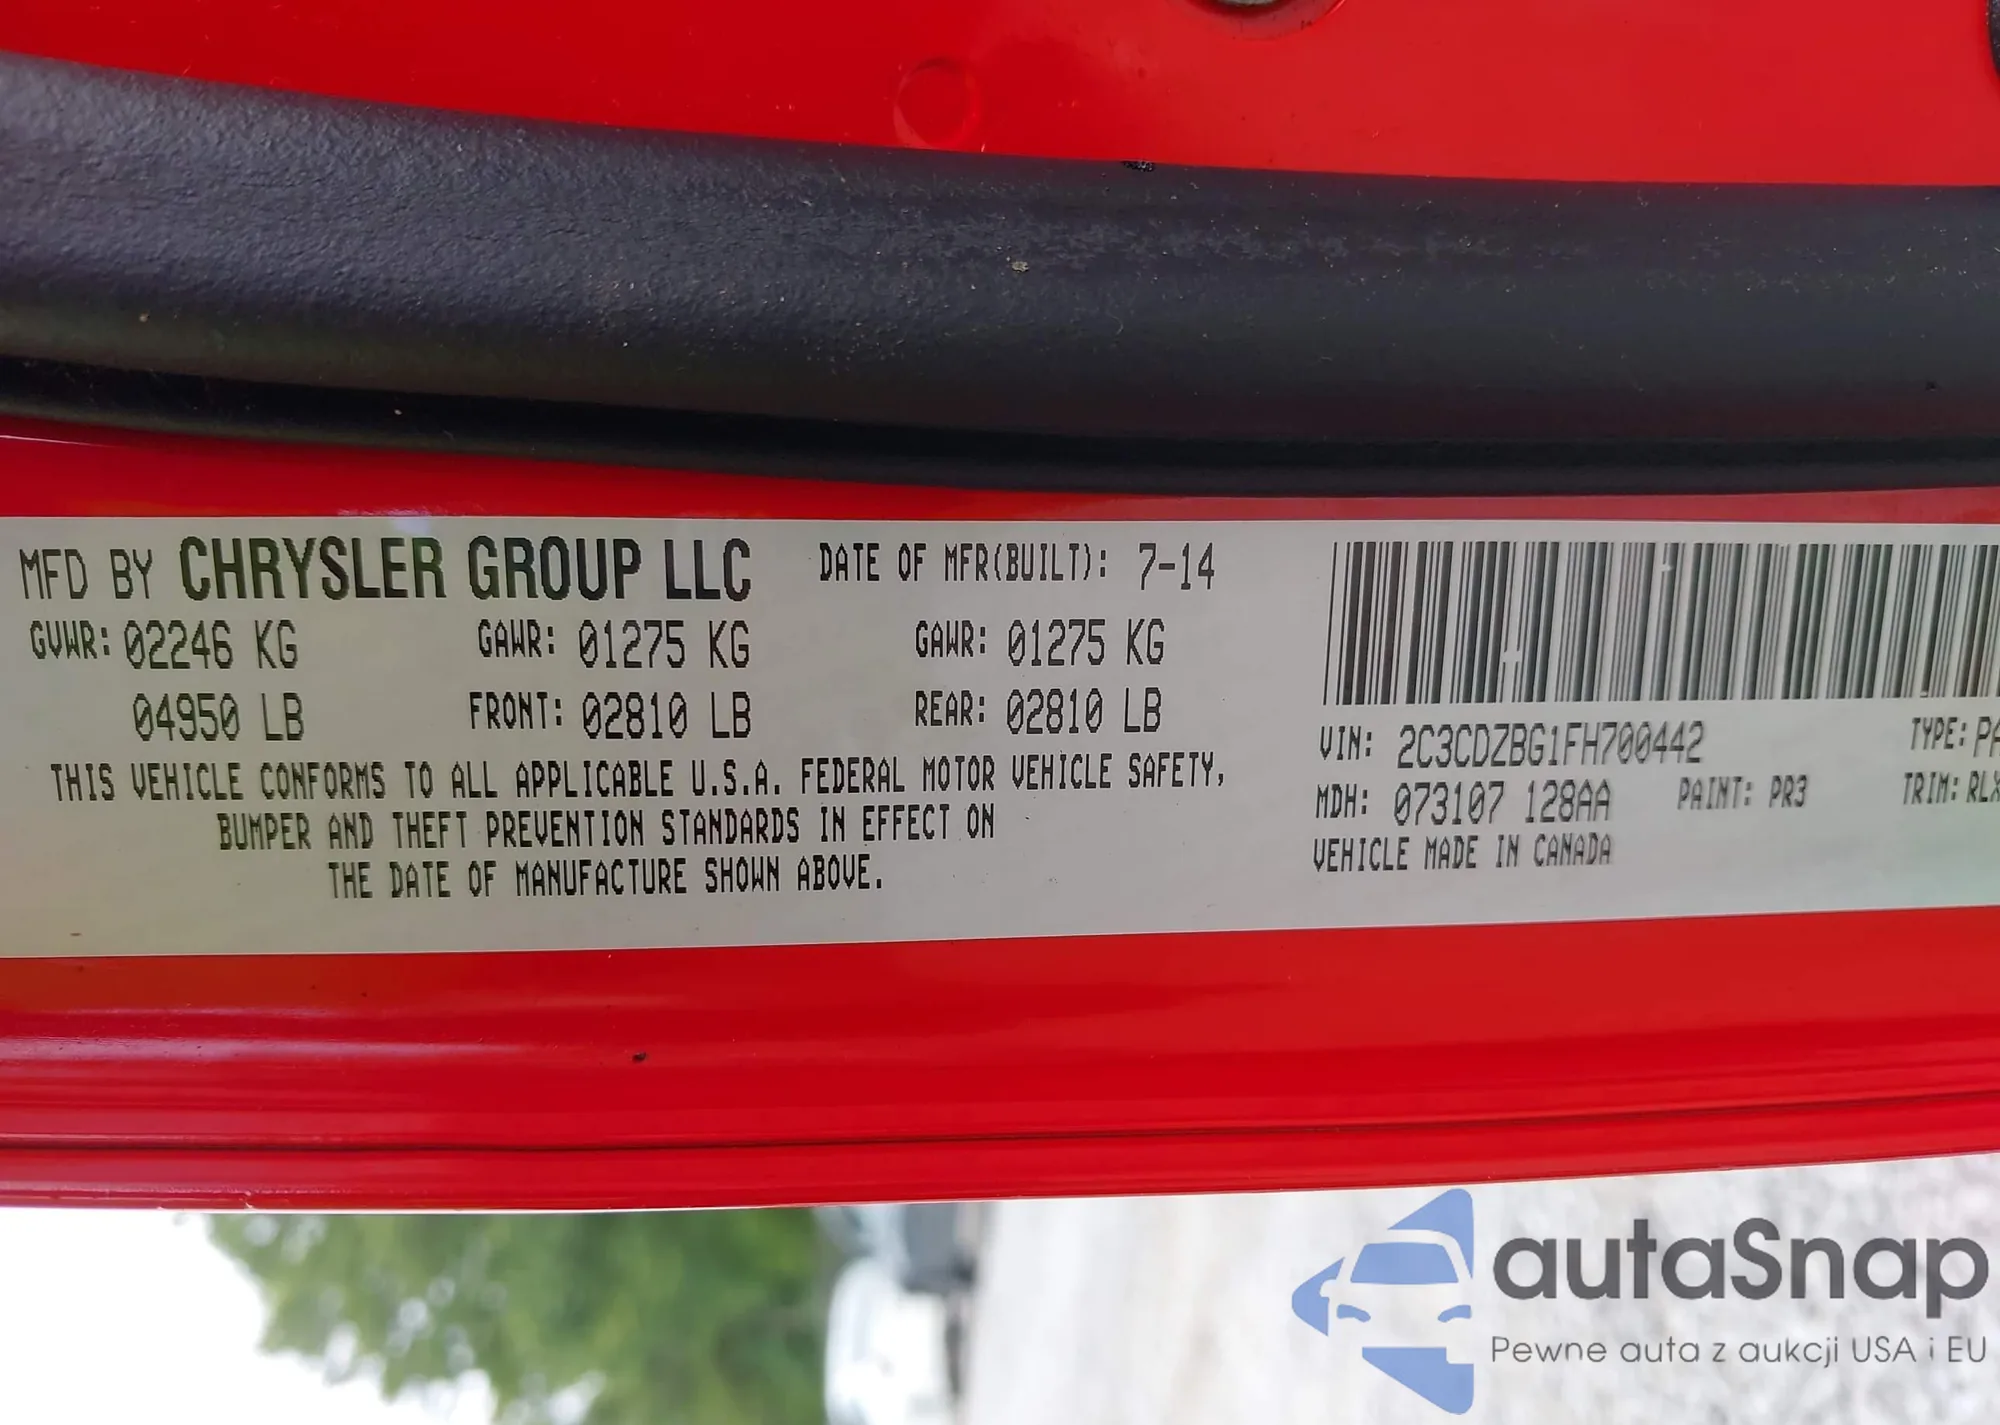 MFD BY CHRYSLER GROUP LLC DATE OF MFR(BUILT): 7-14
GVWR: 02246 KG GAWR: 01275 KG GAWR: 01275 KG
04950 LB FRONT: 02810 LB REAR: 02810 LB
THIS VEHICLE CONFORMS TO ALL APPLICABLE U.S.A. FEDERAL MOTOR VEHICLE SAFETY,
BUMPER AND THEFT PREVENTION STANDARDS IN EFFECT ON
THE DATE OF MANUFACTURE SHOWN ABOVE.
VIN: 2C3CDZBG1FH700442 TYPE:
MDH: 073107 128AA PAINT: PR3 TRIM: RLX
VEHICLE MADE IN CANADA
autaSnap
Pewne auta z aukcji USA i EU